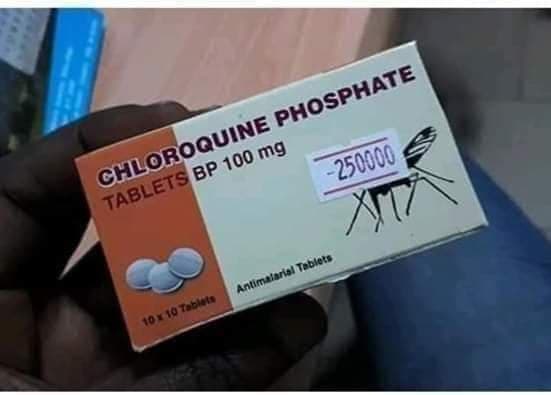 CHLOROQUINE PHOSPHATE
TABLETS BP 100 mg
-250000
Antimalarial Tablets
10 x 10 Tablets